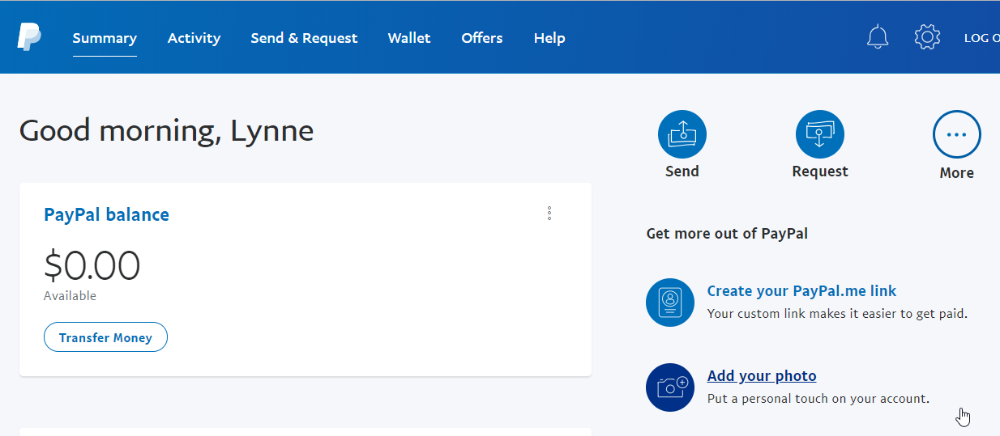 Summary Activity Send & Request Wallet Offers Help LOG O
Good morning, Lynne
Send Request More
PayPal balance
$0.00
Available
Transfer Money
Get more out of PayPal
Create your PayPal.me link
Your custom link makes it easier to get paid.
Add your photo
Put a personal touch on your account.